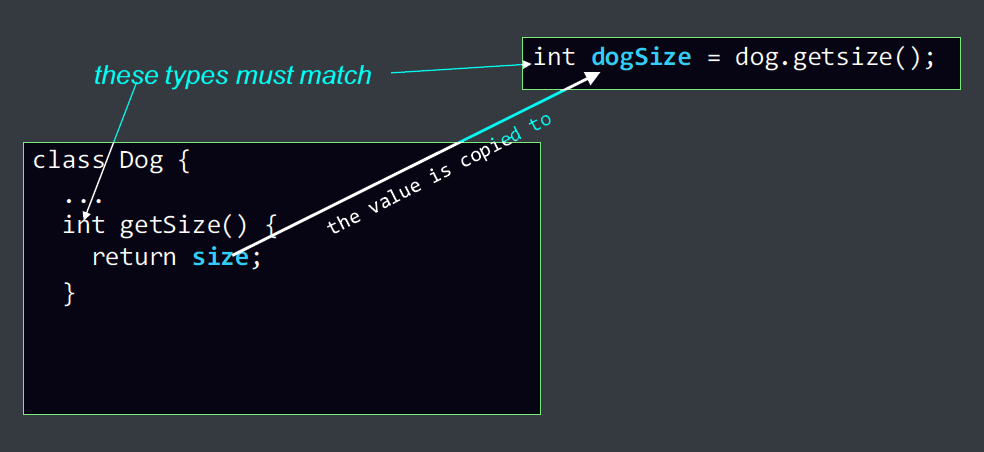 these types must match
int dogSize = dog.getsize();
the value is copied to
class Dog {
...
int getSize() {
return size;
}